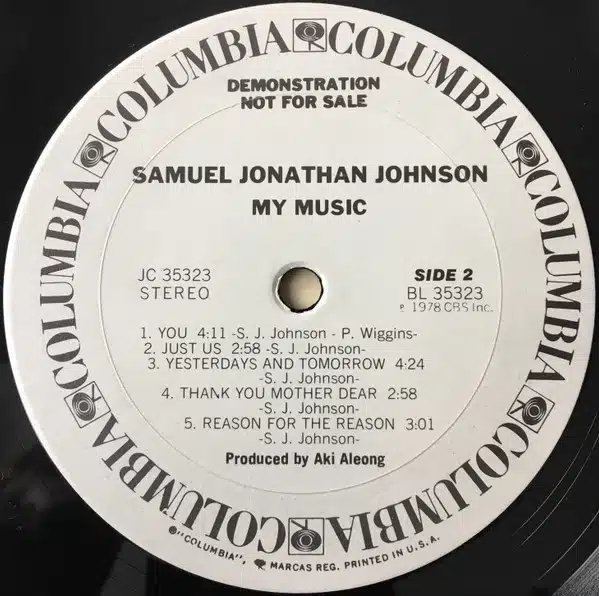 COLUMBIA COLUMBIA COLUMBIA COLUMBIA COLUMBIA COLUMBIA COLUMBIA COLUMBIA
DEMONSTRATION
NOT FOR SALE
SAMUEL JONATHAN JOHNSON
MY MUSIC
JC 35323
STEREO
SIDE 2
BL 35323
℗ 1978 CBS Inc.
1. YOU 4:11 -S. J. Johnson - P. Wiggins-
2. JUST US 2:58 -S. J. Johnson-
3. YESTERDAYS AND TOMORROW 4:24
-S. J. Johnson-
4. THANK YOU MOTHER DEAR 2:58
-S. J. Johnson-
5. REASON FOR THE REASON 3:01
-S. J. Johnson-
Produced by Aki Aleong
®"COLUMBIA", MARCAS REG. PRINTED IN U.S.A.